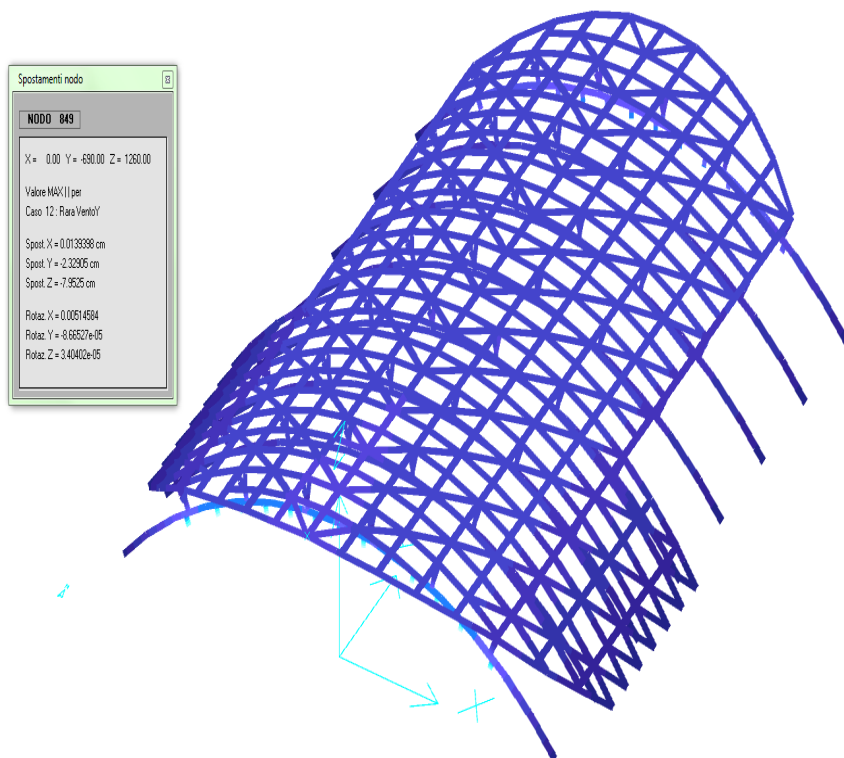 Spostamenti nodo
NODO 849
X = 0.00 Y = -690.00 Z = 1260.00
Valore MAX || per
Caso 12 : Rara VentoY
Spost. X = 0.0139398 cm
Spost. Y = -2.32905 cm
Spost. Z = -7.9525 cm
Rotaz. X = 0.00514584
Rotaz. Y = -8.66527e-05
Rotaz. Z = 3.40402e-05
X